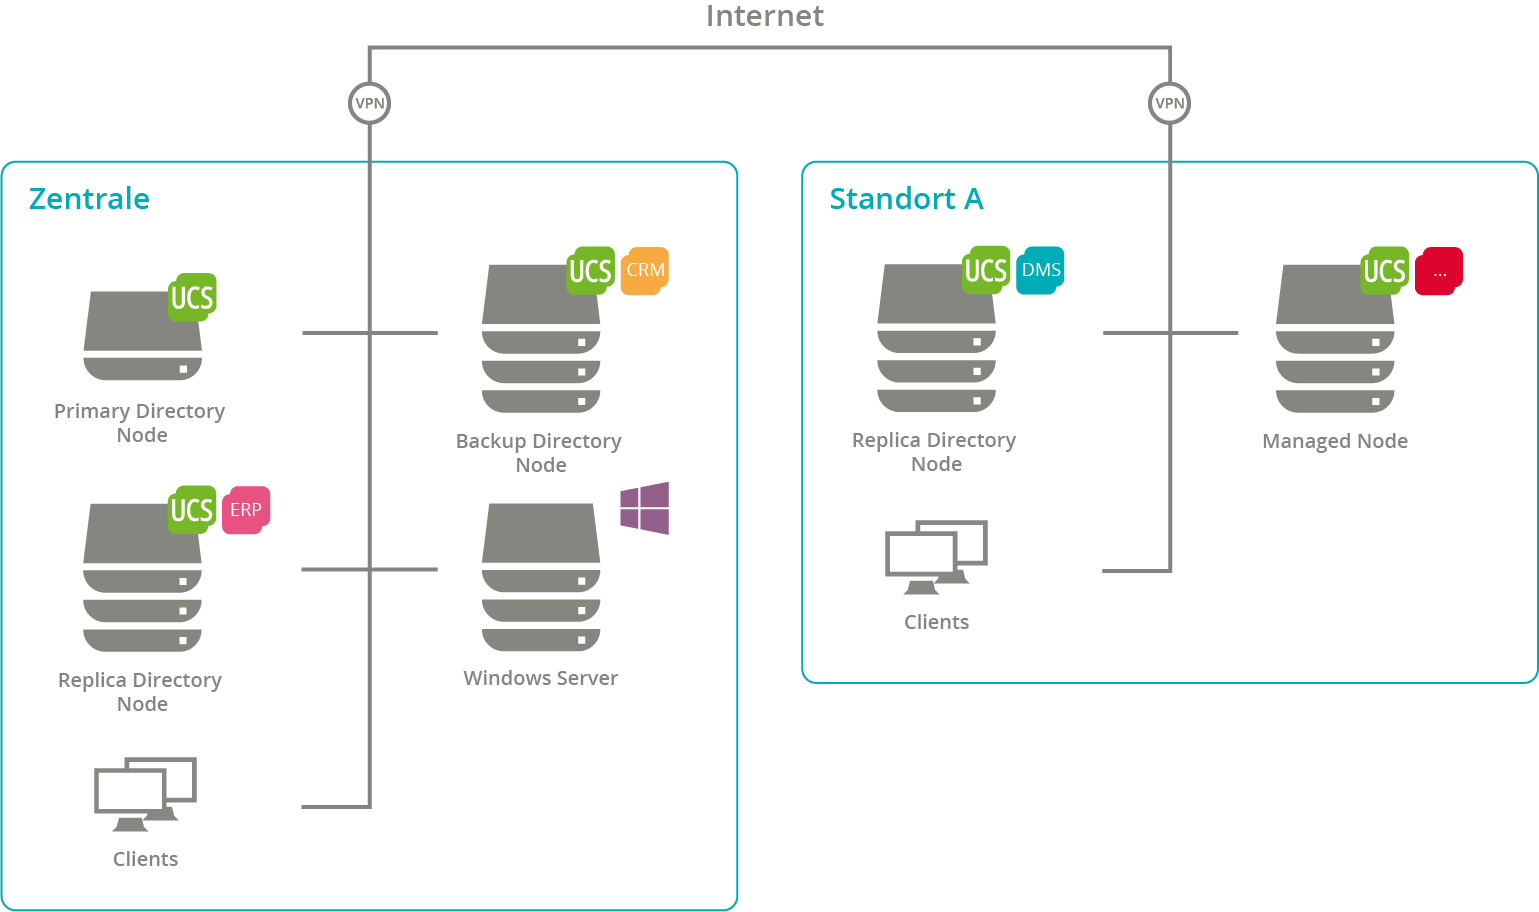 Internet
VPN
VPN
Zentrale
UCS
Primary Directory
Node
UCS
CRM
Backup Directory
Node
UCS
ERP
Replica Directory
Node
Windows Server
Clients
Standort A
UCS
DMS
Replica Directory
Node
UCS
...
Managed Node
Clients